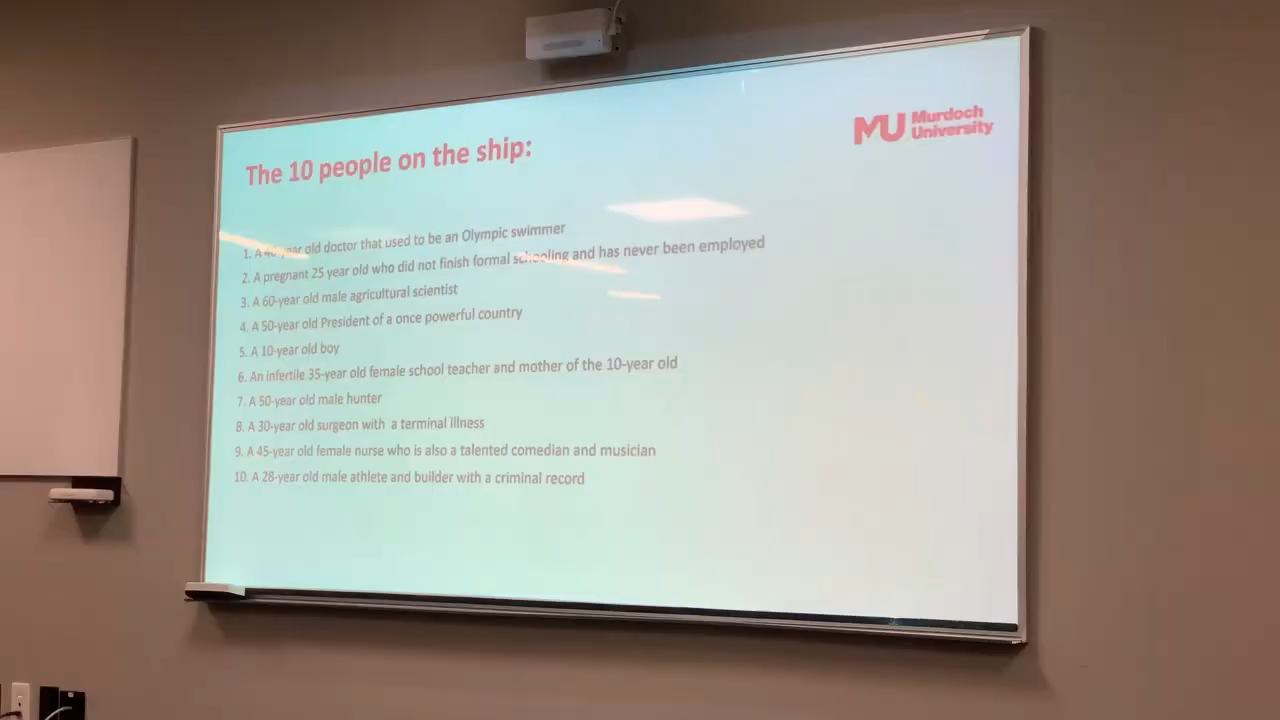 The 10 people on the ship:
MU Murdoch
University
1. A 40-year old doctor that used to be an Olympic swimmer
2. A pregnant 25 year old who did not finish formal schooling and has never been employed
3. A 60-year old male agricultural scientist
4. A 50-year old President of a once powerful country
5. A 10-year old boy
6. An infertile 35-year old female school teacher and mother of the 10-year old
7. A 50-year old male hunter
8. A 30-year old surgeon with a terminal illness
9. A 45-year old female nurse who is also a talented comedian and musician
10. A 28-year old male athlete and builder with a criminal record